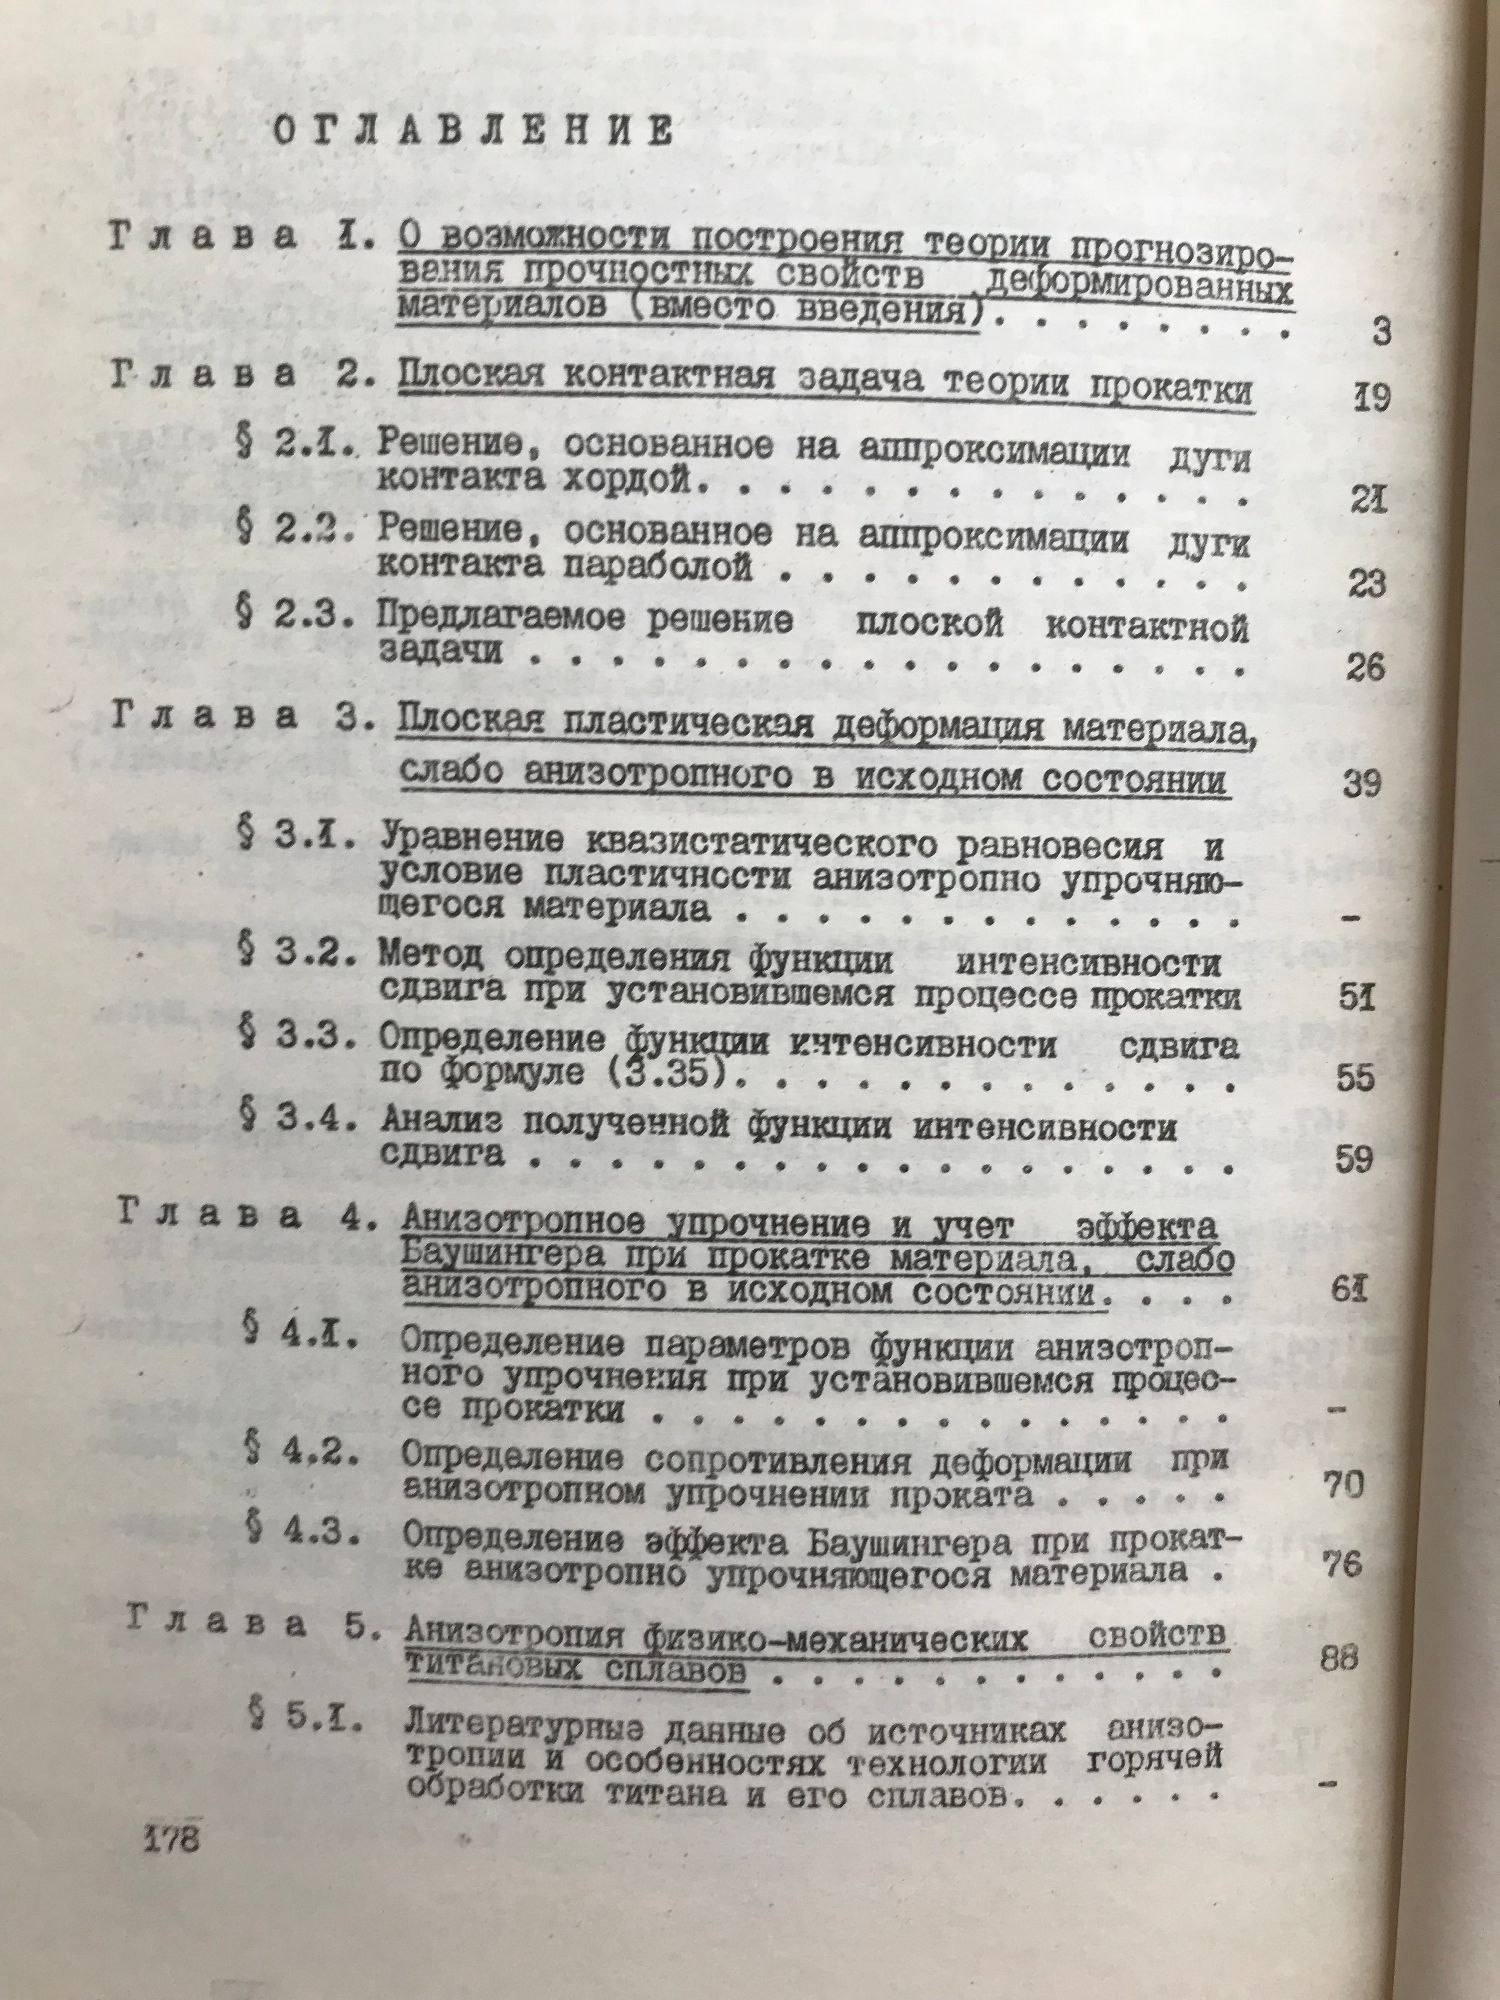 ОГЛАВЛЕНИЕ
Глава 1. О возможности построения теории прогнозиро-
вания прочностных свойств деформированных
материалов (вместо введения). . . . . . . . 3
Глава 2. Плоская контактная задача теории прокатки 19
§ 2.1. Решение, основанное на аппроксимации дуги
контакта хордой. . . . . . . . . . . . . . 21
§ 2.2. Решение, основанное на аппроксимации дуги
контакта параболой . . . . . . . . . . . . 23
§ 2.3. Предлагаемое решение плоской контактной
задачи . . . . . . . . . . . . . . . . . . 26
Глава 3. Плоская пластическая деформация материала,
слабо анизотропного в исходном состоянии 39
§ 3.1. Уравнение квазистатического равновесия и
условие пластичности анизотропно упрочняю-
щегося материала . . . . . . . . . . . . . -
§ 3.2. Метод определения функции интенсивности
сдвига при установившемся процессе прокатки 51
§ 3.3. Определение функции интенсивности сдвига
по формуле (3.35). . . . . . . . . . . . . 55
§ 3.4. Анализ полученной функции интенсивности
сдвига . . . . . . . . . . . . . . . . . . 59
Глава 4. Анизотропное упрочнение и учет эффекта
Баушингера при прокатке материала, слабо
анизотропного в исходном состоянии. . . . 61
§ 4.1. Определение параметров функции анизотроп-
ного упрочнения при установившемся процес-
се прокатки . . . . . . . . . . . . . . . -
§ 4.2. Определение сопротивления деформации при
анизотропном упрочнении проката . . . . . 70
§ 4.3. Определение эффекта Баушингера при прокат-
ке анизотропно упрочняющегося материала . 76
Глава 5. Анизотропия физико-механических свойств
титановых сплавов . . . . . . . . . . . . 88
§ 5.1. Литературные данные об источниках анизо-
тропии и особенностях технологии горячей
обработки титана и его сплавов. . . . . . -
178